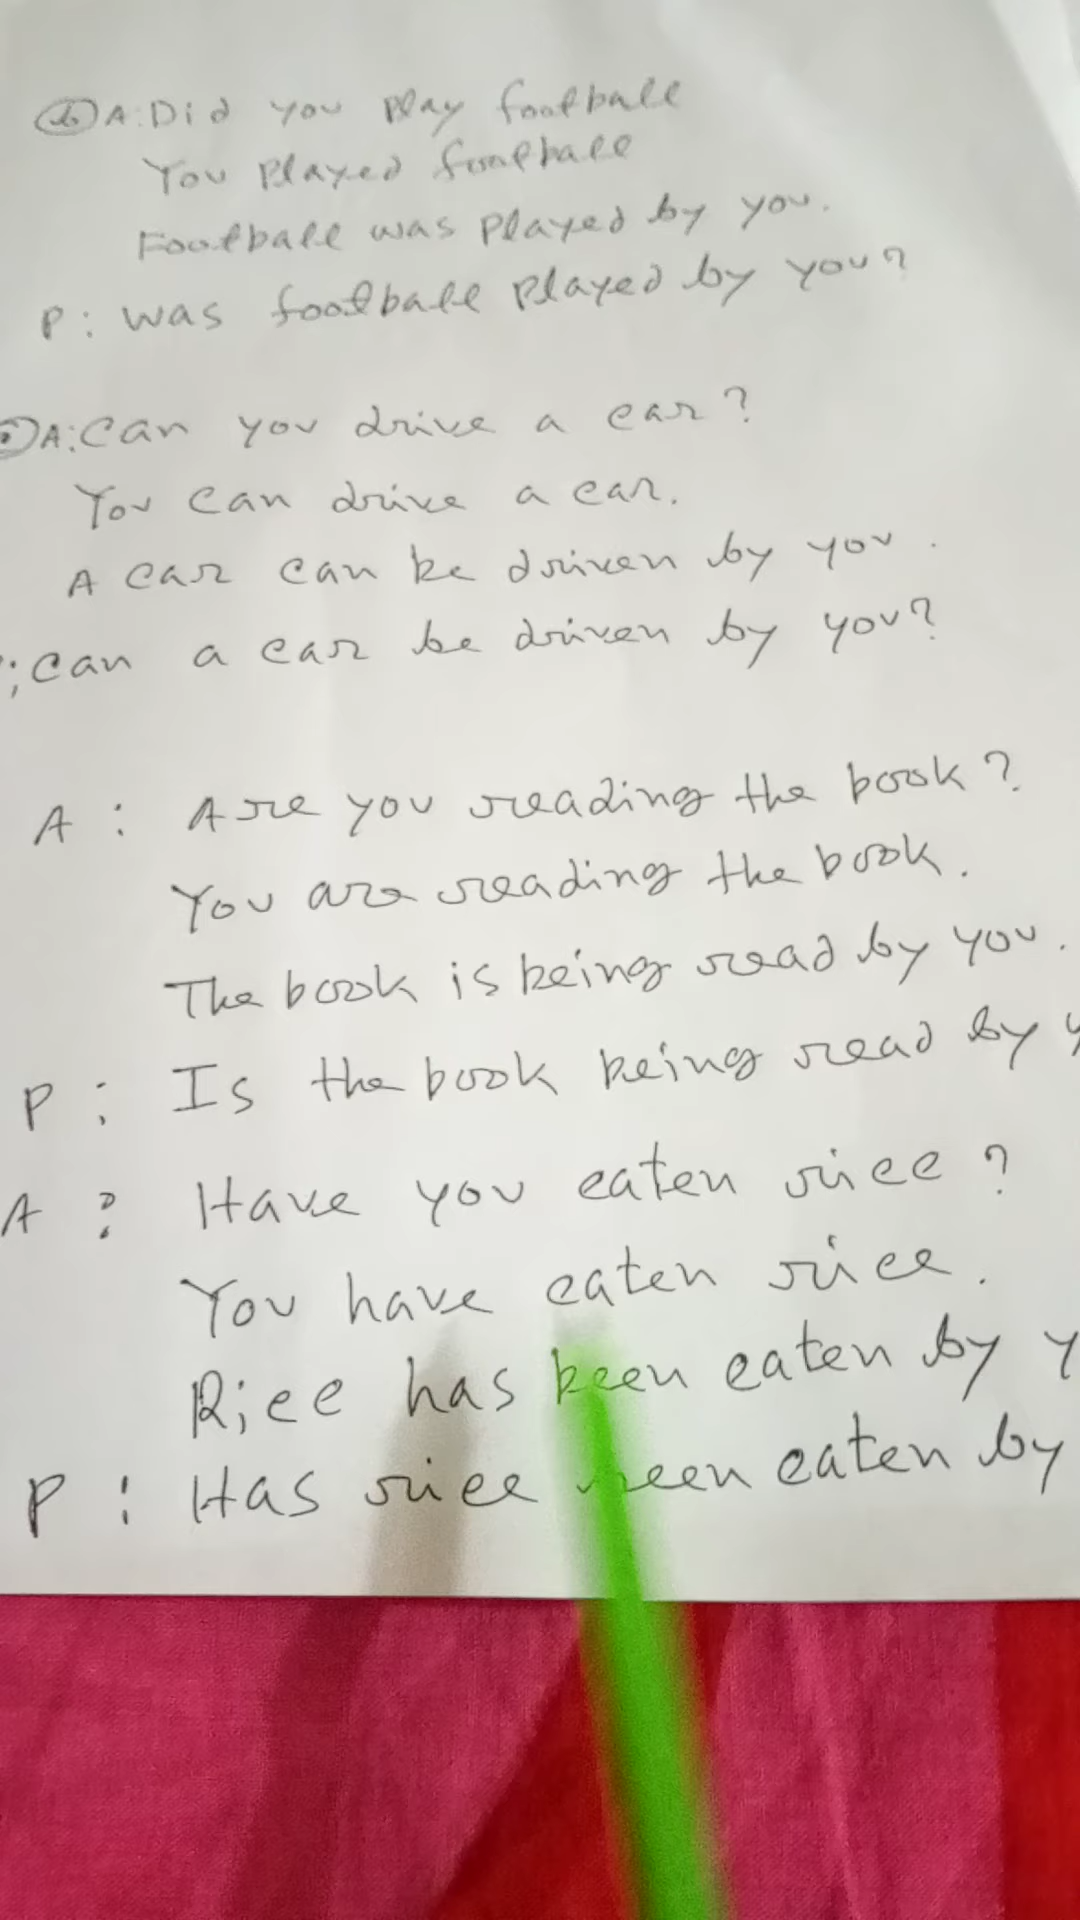 b A: Did you play football
You played football
Football was played by you.
P: was football played by you?
A: Can you drive a car?
You can drive a car.
A car can be driven by you.
; can a car be driven by you?
A : Are you reading the book?
You are reading the book.
The book is being read by you.
P : Is the book being read by
A : Have you eaten rice?
You have eaten rice.
Rice has been eaten by
P : Has rice been eaten by